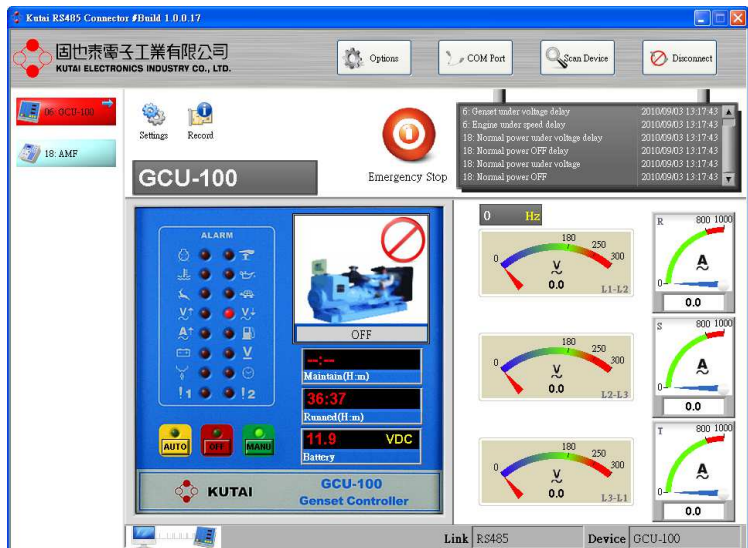 Kutai RS485 Connector #Build 1.0.0.17
固也泰電子工業有限公司
KUTAI ELECTRONICS INDUSTRY CO., LTD.
Options
COM Port
Scan Device
Disconnect
06: GCU-100
18: AMF
Settings
Record
GCU-100
Emergency Stop
6: Genset under voltage delay 2010/09/03 13:17:43
6: Engine under speed delay 2010/09/03 13:17:43
18: Normal power under voltage delay 2010/09/03 13:17:43
18: Normal power OFF delay 2010/09/03 13:17:43
18: Normal power under voltage 2010/09/03 13:17:43
18: Normal power OFF 2010/09/03 13:17:43
ALARM
V↑ V↓
A↑
V
!1 !2
OFF
--:--
Maintain(H:m)
36:37
Runned(H:m)
11.9 VDC
Battery
AUTO
OFF
MANU
KUTAI
GCU-100
Genset Controller
0 Hz
0 180 250 300
V
0.0
L1-L2
R 800 1000
A
0
0.0
0 180 250 300
V
0.0
L2-L3
S 800 1000
A
0
0.0
0 180 250 300
V
0.0
L3-L1
T 800 1000
A
0
0.0
Link RS485
Device GCU-100